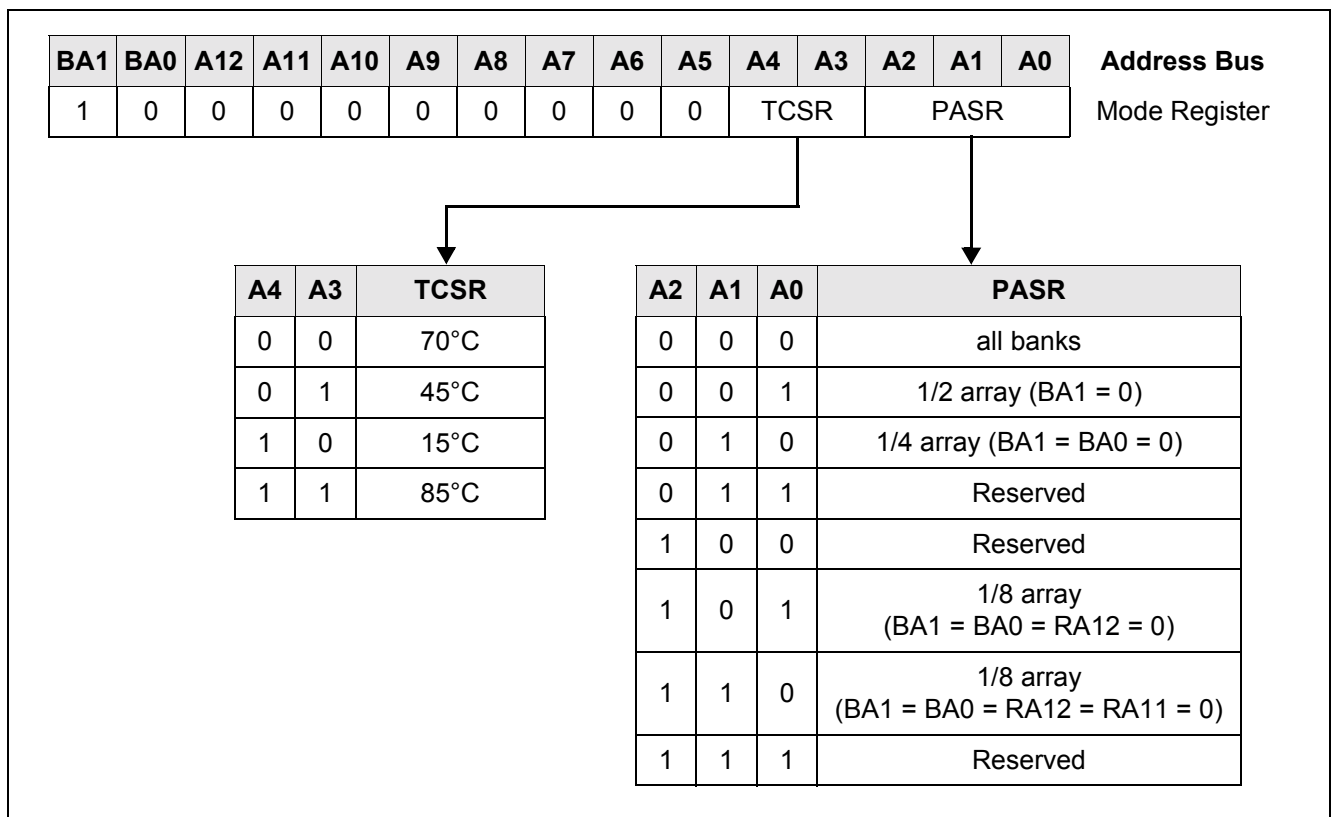 BA1 BA0 A12 A11 A10 A9 A8 A7 A6 A5 A4 A3 A2 A1 A0 Address Bus
1 0 0 0 0 0 0 0 0 0 TCSR PASR Mode Register
A4 A3 TCSR
0 0 70°C
0 1 45°C
1 0 15°C
1 1 85°C
A2 A1 A0 PASR
0 0 0 all banks
0 0 1 1/2 array (BA1 = 0)
0 1 0 1/4 array (BA1 = BA0 = 0)
0 1 1 Reserved
1 0 0 Reserved
1 0 1 1/8 array
(BA1 = BA0 = RA12 = 0)
1 1 0 1/8 array
(BA1 = BA0 = RA12 = RA11 = 0)
1 1 1 Reserved